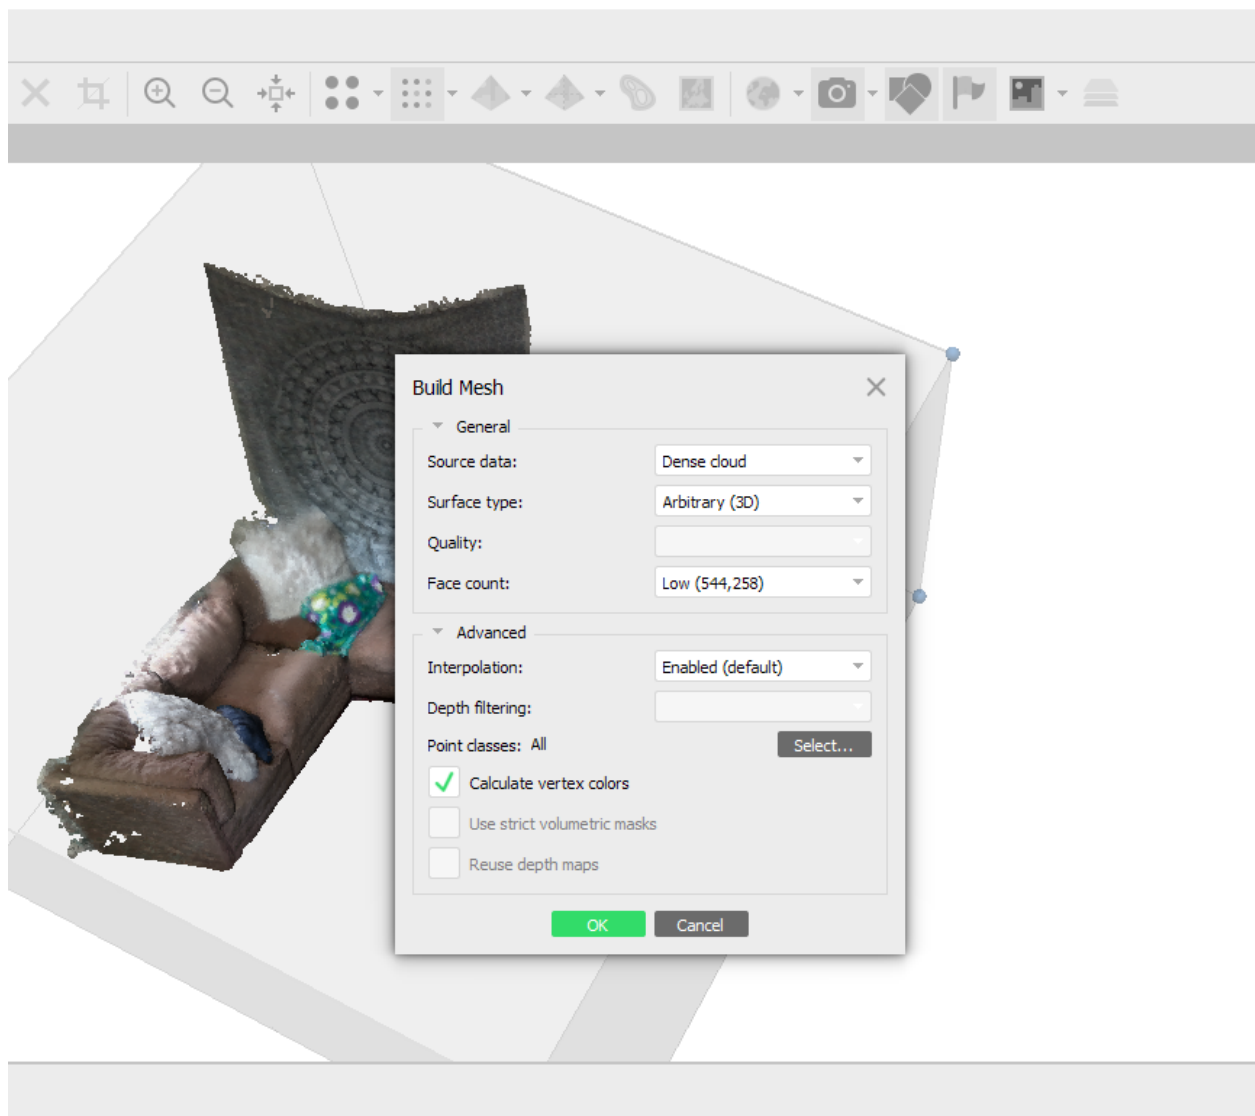 Build Mesh
General
Source data: Dense cloud
Surface type: Arbitrary (3D)
Quality:
Face count: Low (544,258)
Advanced
Interpolation: Enabled (default)
Depth filtering:
Point classes: All Select...
Calculate vertex colors
Use strict volumetric masks
Reuse depth maps
OK Cancel